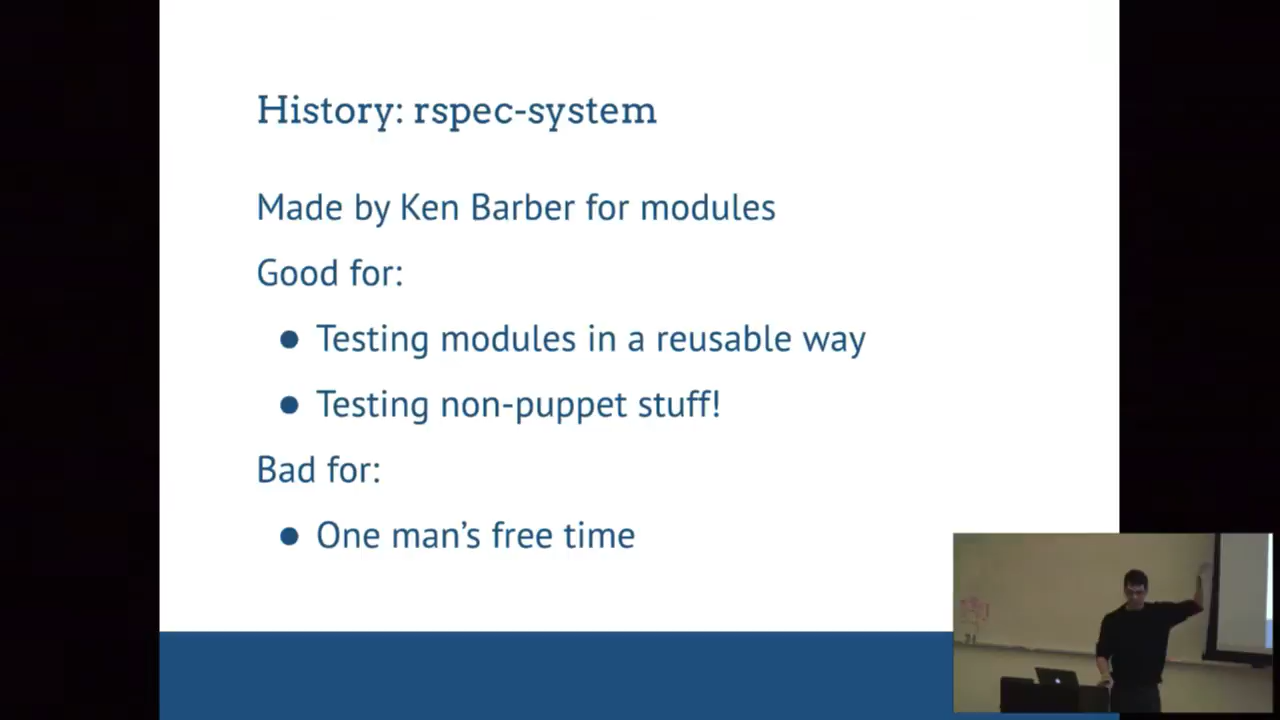 History: rspec-system
Made by Ken Barber for modules
Good for:
● Testing modules in a reusable way
● Testing non-puppet stuff!
Bad for:
● One man's free time